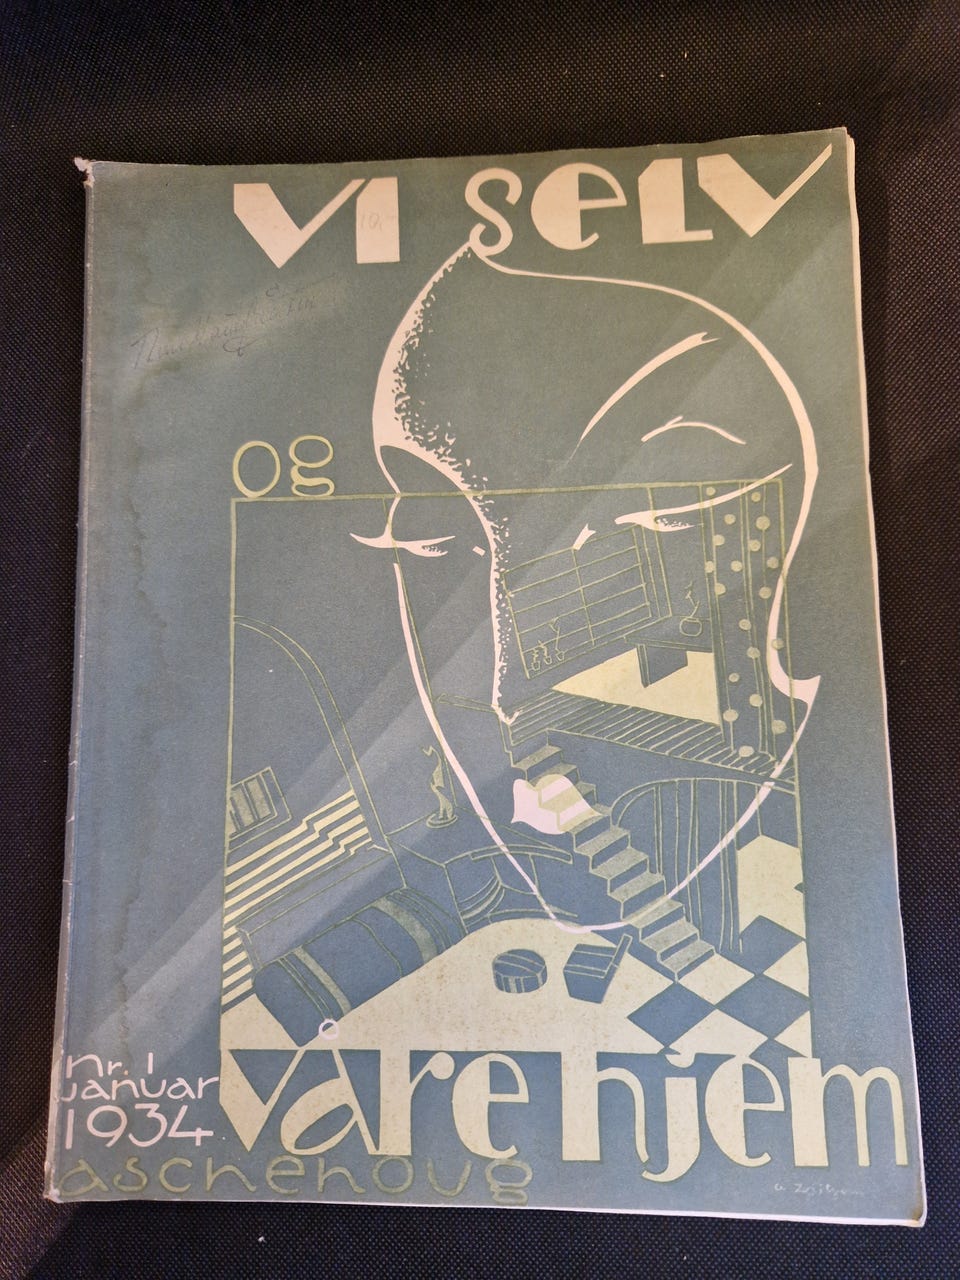 VI selv
og
våre hjem
nr. 1
januar
1934
aschehoug